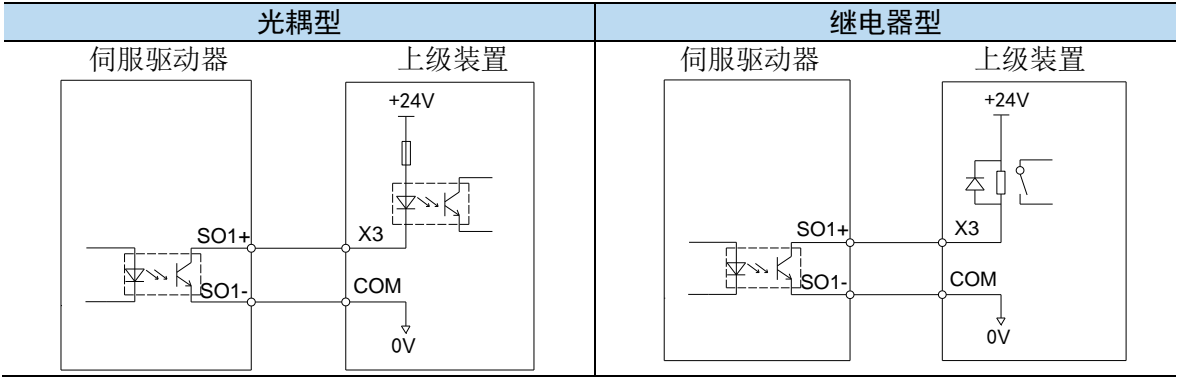 光耦型
继电器型
伺服驱动器
上级装置
+24V
SO1+
X3
SO1-
COM
0V
伺服驱动器
上级装置
+24V
SO1+
X3
SO1-
COM
0V